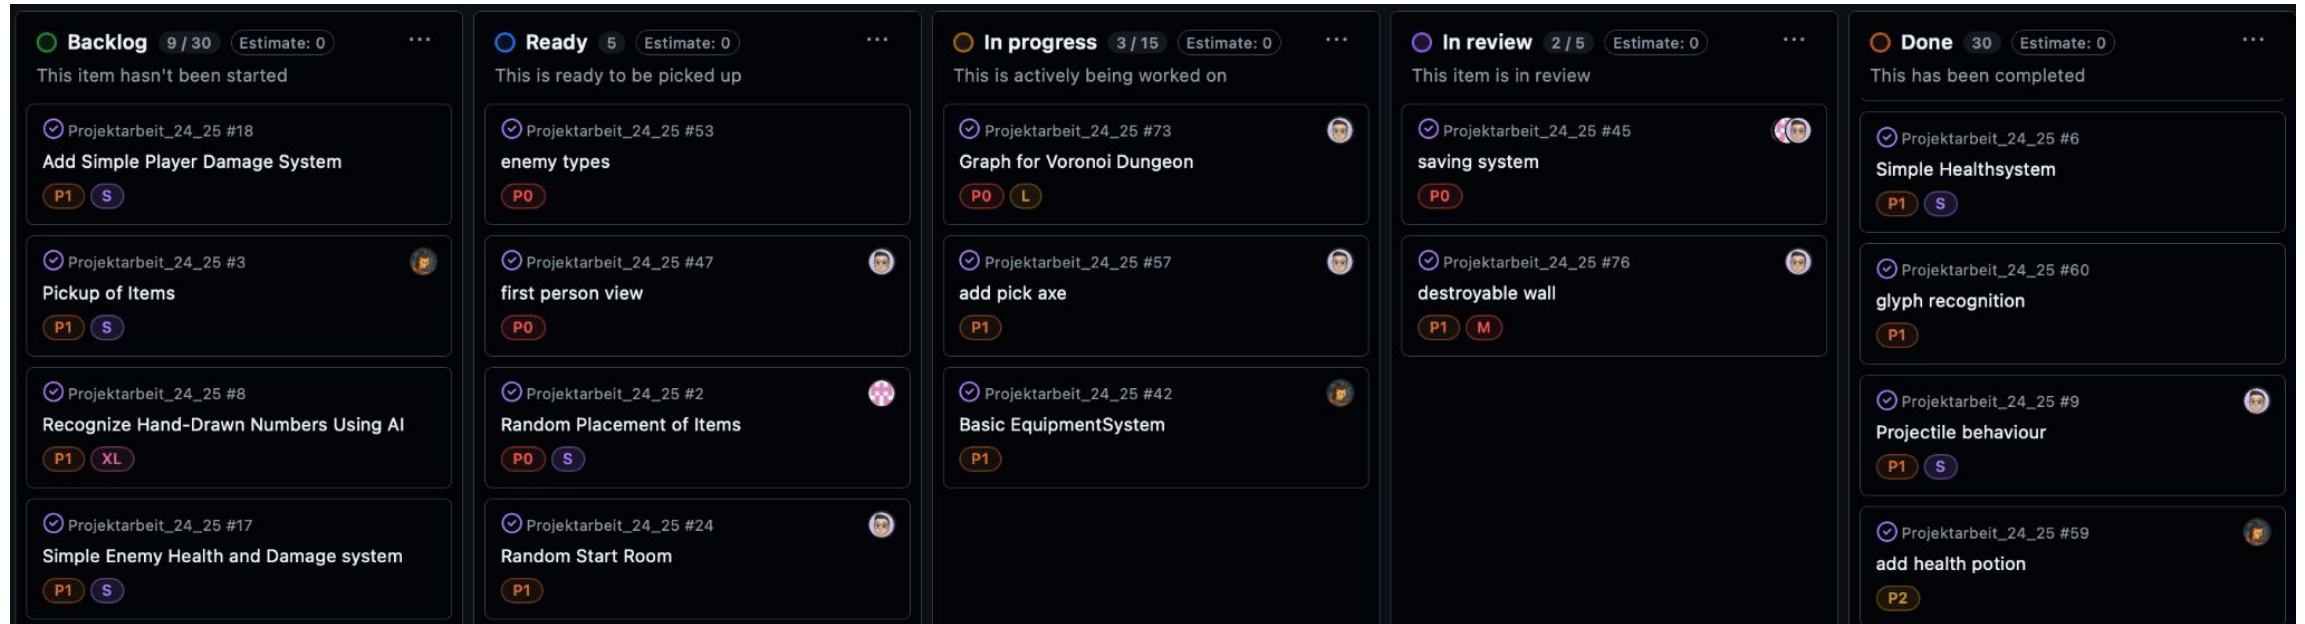 Backlog 9 / 30 Estimate: 0 ...
This item hasn't been started
Projektarbeit_24_25 #18
Add Simple Player Damage System
P1 S
Projektarbeit_24_25 #3
Pickup of Items
P1 S
Projektarbeit_24_25 #8
Recognize Hand-Drawn Numbers Using AI
P1 XL
Projektarbeit_24_25 #17
Simple Enemy Health and Damage system
P1 S
Ready 5 Estimate: 0 ...
This is ready to be picked up
Projektarbeit_24_25 #53
enemy types
P0
Projektarbeit_24_25 #47
first person view
P0
Projektarbeit_24_25 #2
Random Placement of Items
P0 S
Projektarbeit_24_25 #24
Random Start Room
P1
In progress 3 / 15 Estimate: 0 ...
This is actively being worked on
Projektarbeit_24_25 #73
Graph for Voronoi Dungeon
P0 L
Projektarbeit_24_25 #57
add pick axe
P1
Projektarbeit_24_25 #42
Basic EquipmentSystem
P1
In review 2 / 5 Estimate: 0 ...
This item is in review
Projektarbeit_24_25 #45
saving system
P0
Projektarbeit_24_25 #76
destroyable wall
P1 M
Done 30 Estimate: 0 ...
This has been completed
Projektarbeit_24_25 #6
Simple Healthsystem
P1 S
Projektarbeit_24_25 #60
glyph recognition
P1
Projektarbeit_24_25 #9
Projectile behaviour
P1 S
Projektarbeit_24_25 #59
add health potion
P2